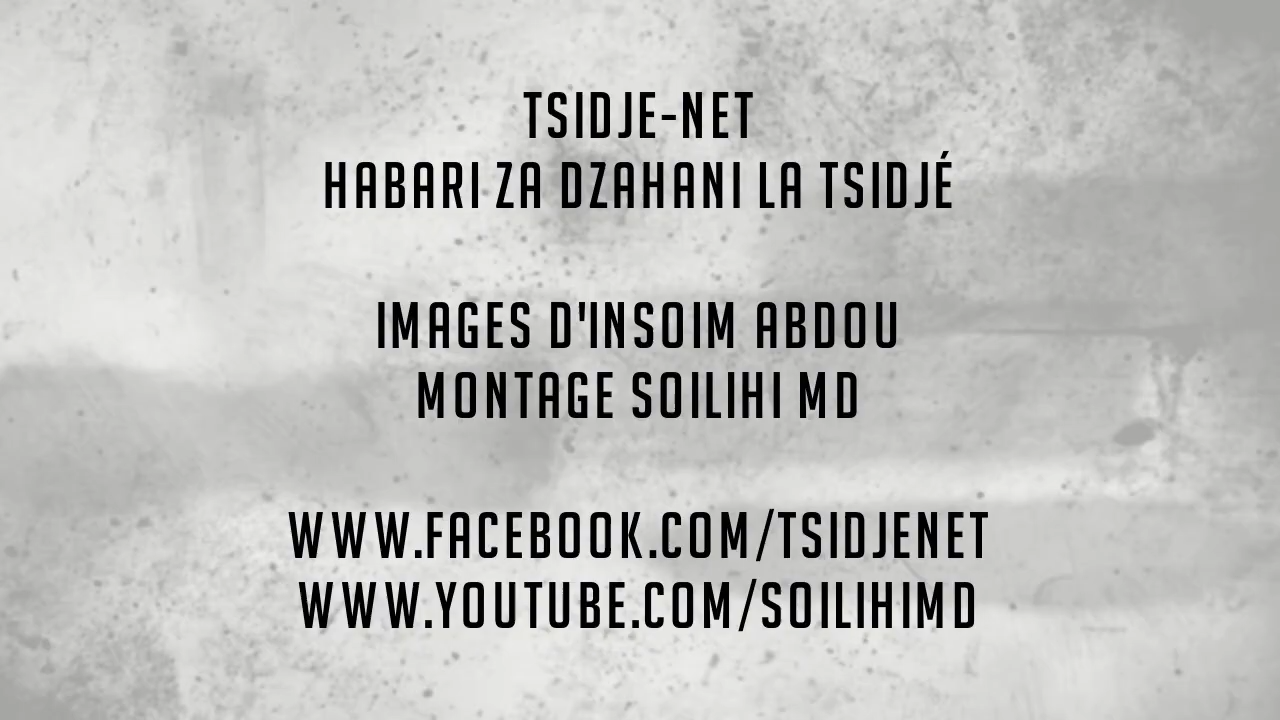 TSIDJE-NET
HABARI ZA DZAHANI LA TSIDJÉ
IMAGES D'INSOIM ABDOU
MONTAGE SOILIHI MD
WWW.FACEBOOK.COM/TSIDJENET
WWW.YOUTUBE.COM/SOILIHIMD